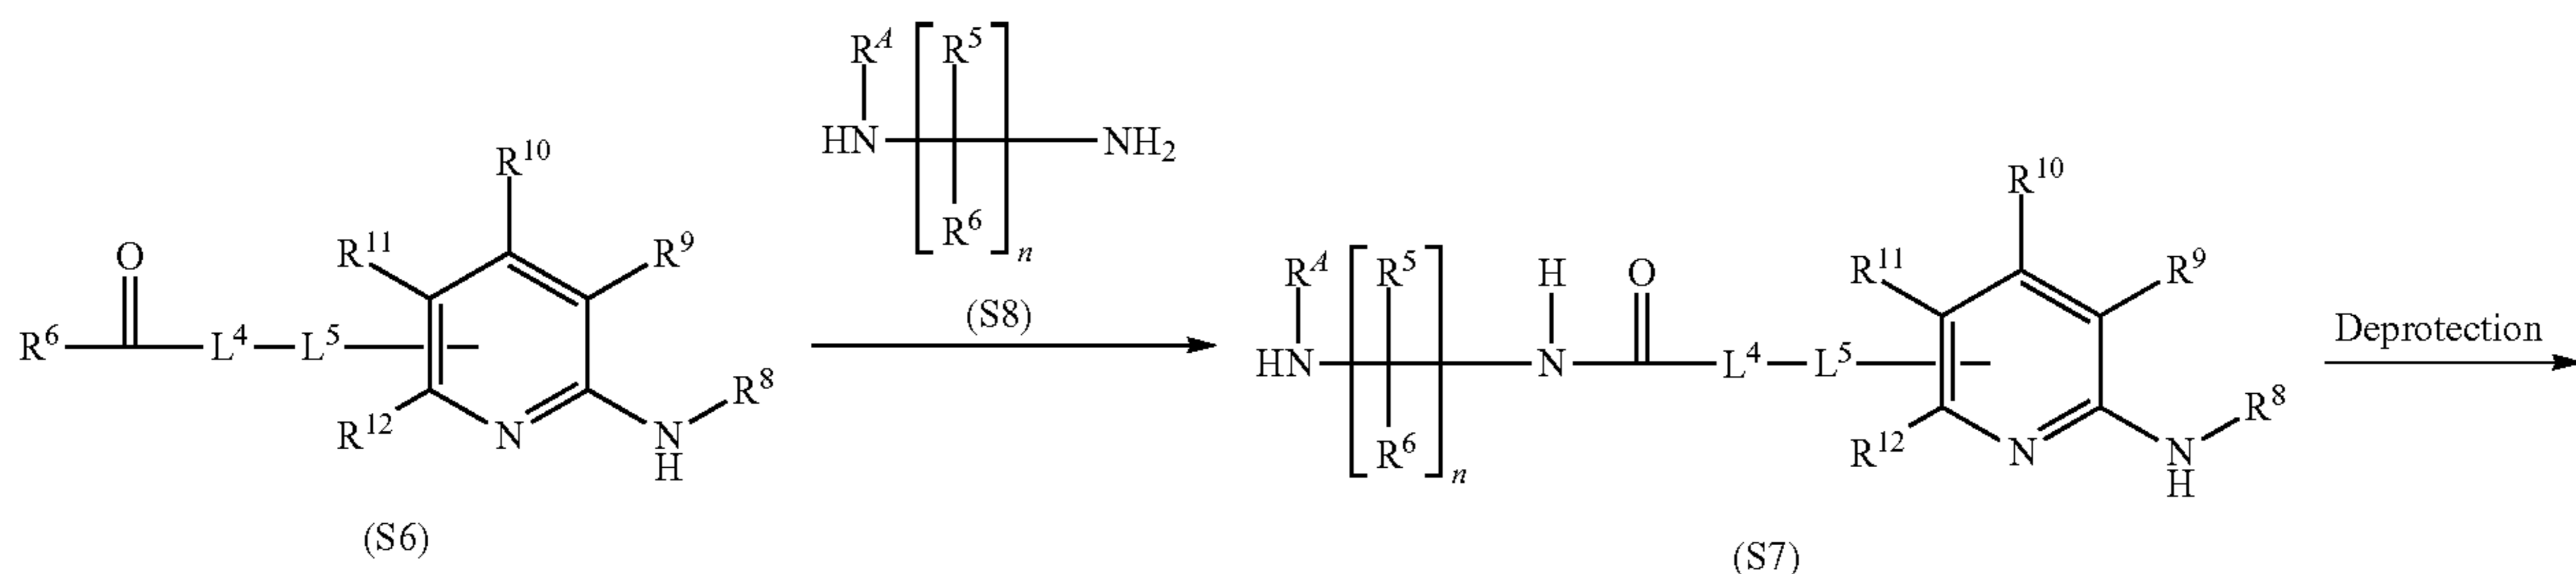 R^A R^5
HN NH2
R^6 n
(S8)
R^10
R^11 R^9
O
R^6 L^4 L^5
R^12 N N R^8
H
(S6)
R^10
R^A R^5 H O R^11 R^9
HN N L^4 L^5
R^6 n R^12 N N R^8
H
(S7)
Deprotection